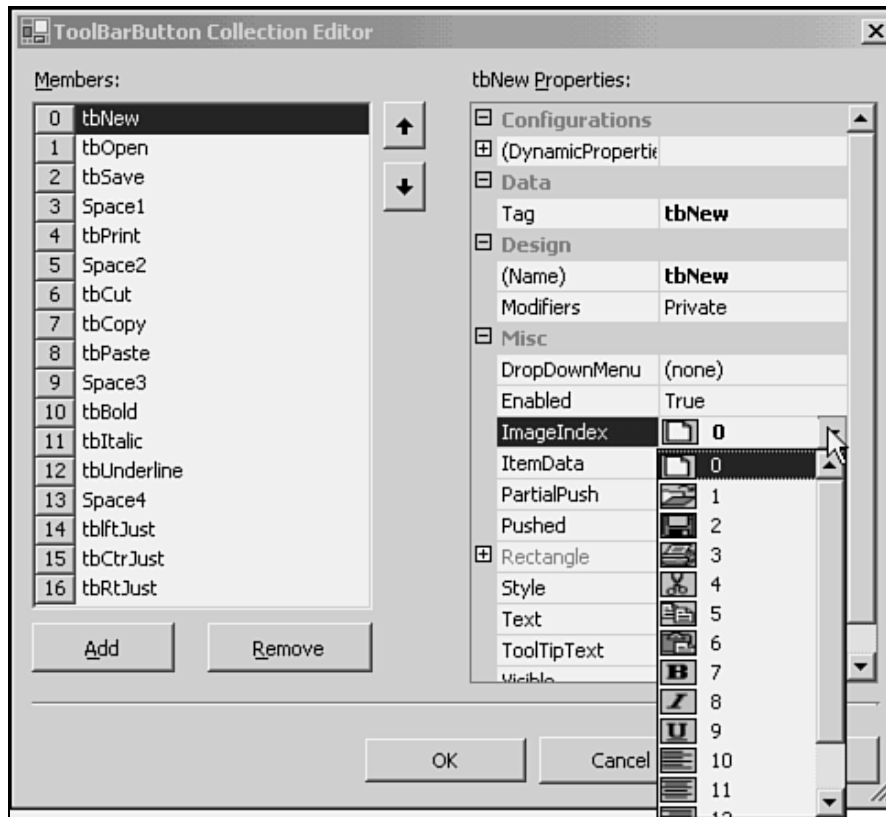 ToolBarButton Collection Editor
Members:
0 tbNew
1 tbOpen
2 tbSave
3 Space1
4 tbPrint
5 Space2
6 tbCut
7 tbCopy
8 tbPaste
9 Space3
10 tbBold
11 tbItalic
12 tbUnderline
13 Space4
14 tblftJust
15 tbCtrJust
16 tbRtJust
Add Remove
tbNew Properties:
Configurations
(DynamicPropertie
Data
Tag tbNew
Design
(Name) tbNew
Modifiers Private
Misc
DropDownMenu (none)
Enabled True
ImageIndex 0
ItemData
PartialPush
Pushed
Rectangle
Style
Text
ToolTipText
Visible
0
1
2
3
4
5
6
B 7
I 8
U 9
10
11
12
OK Cancel